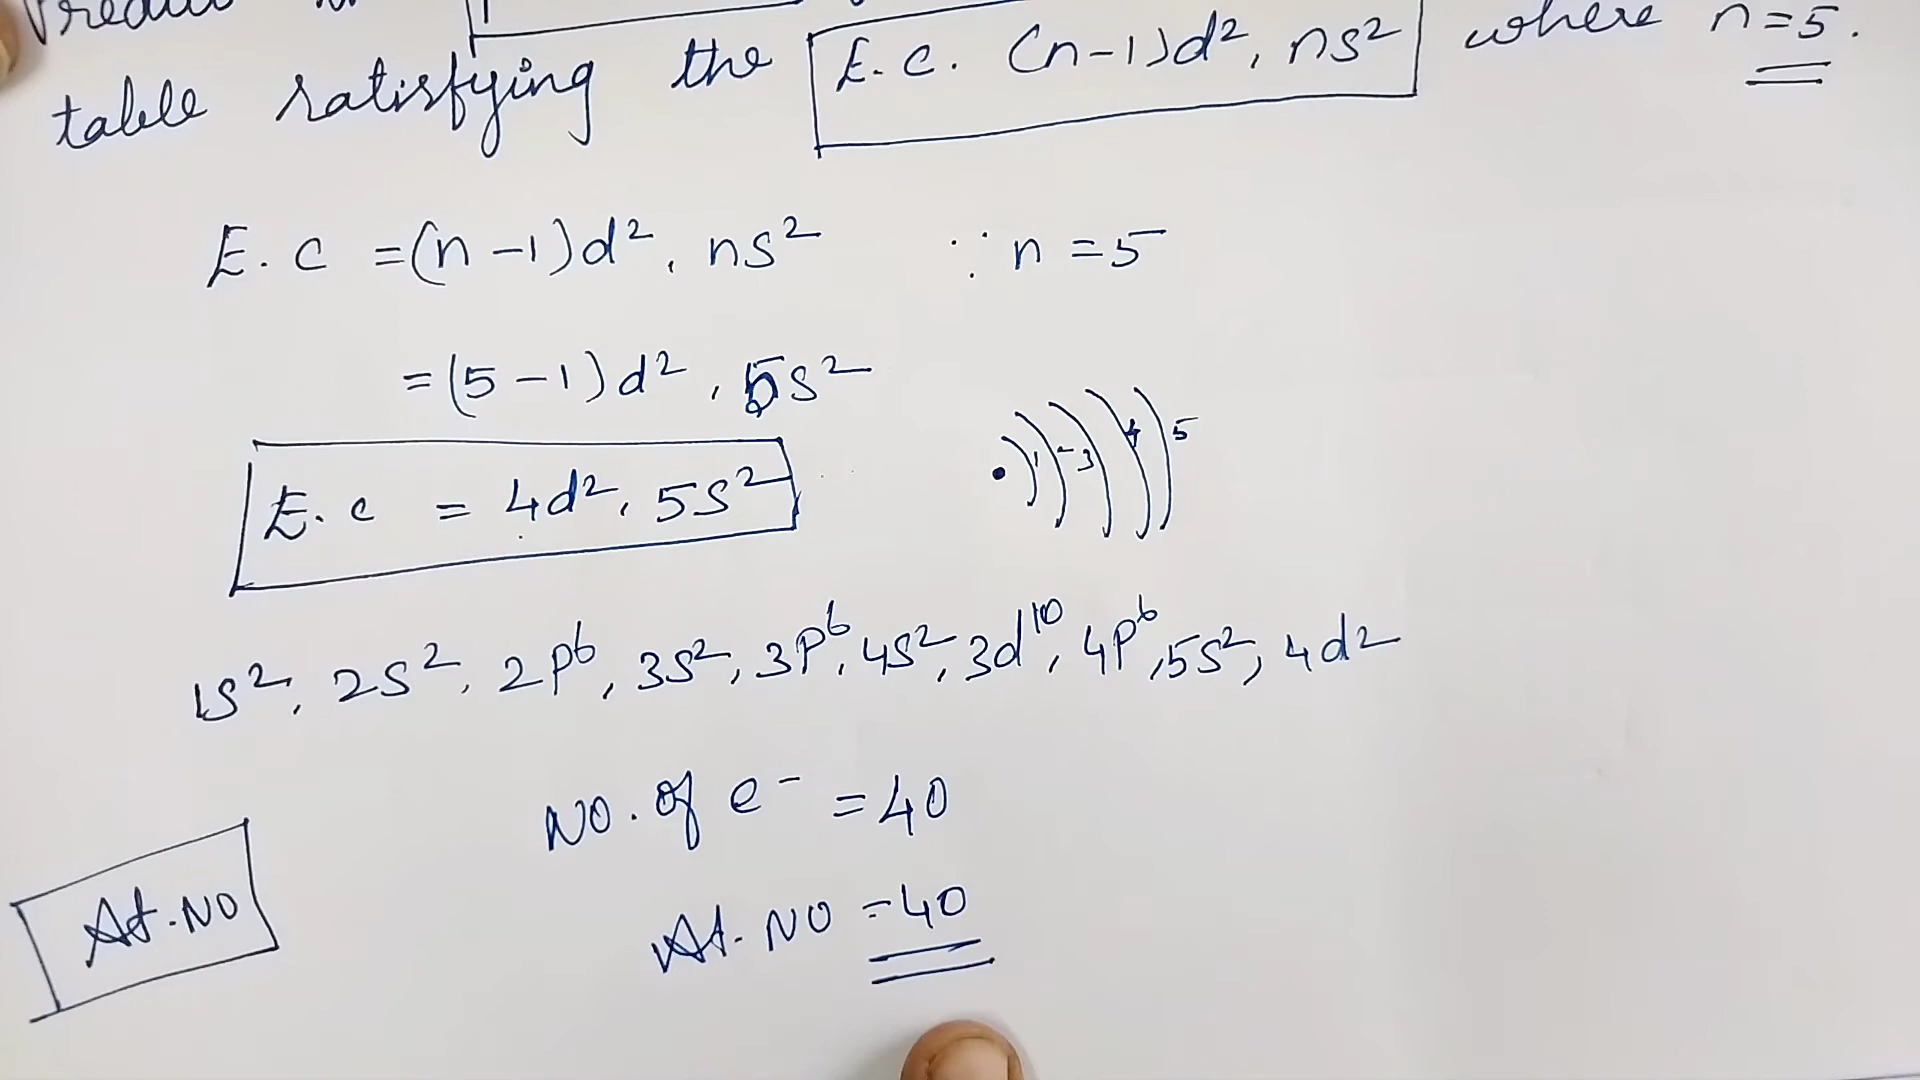 table satisfying the E.C. (n-1)d², ns² where n=5.
E.C = (n-1)d², ns² ∵ n = 5
= (5-1)d², 5s²
E.C = 4d², 5s²
1 3 4 5
1s², 2s², 2p⁶, 3s², 3p⁶, 4s², 3d¹⁰, 4p⁶, 5s², 4d²
No. of e⁻ = 40
At. No = 40
At. No